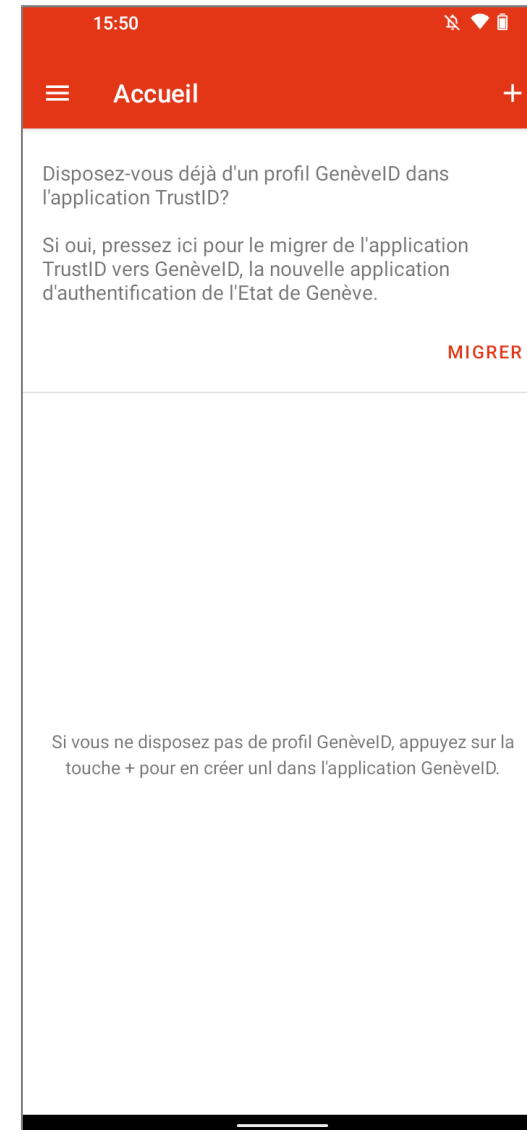 15:50
Accueil
Disposez-vous déjà d'un profil GenèveID dans
l'application TrustID?
Si oui, pressez ici pour le migrer de l'application
TrustID vers GenèveID, la nouvelle application
d'authentification de l'Etat de Genève.
MIGRER
Si vous ne disposez pas de profil GenèveID, appuyez sur la
touche + pour en créer unl dans l'application GenèveID.